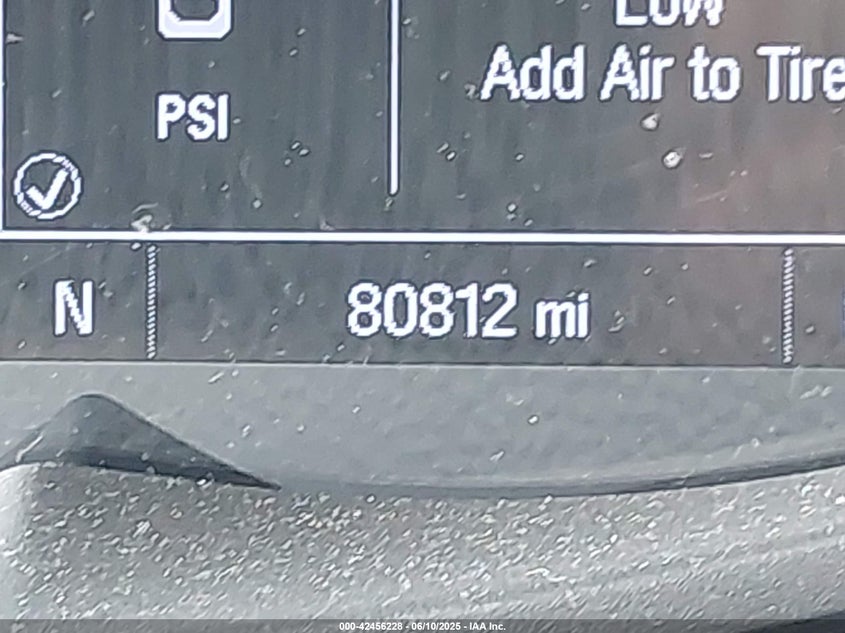 Low
Add Air to Tire
PSI
N
80812 mi
000-42456228 - 06/10/2025 - IAA Inc.